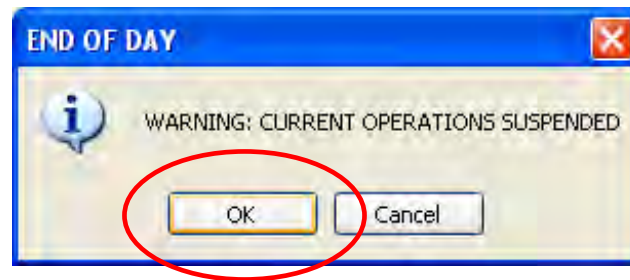 END OF DAY
WARNING: CURRENT OPERATIONS SUSPENDED
OK Cancel